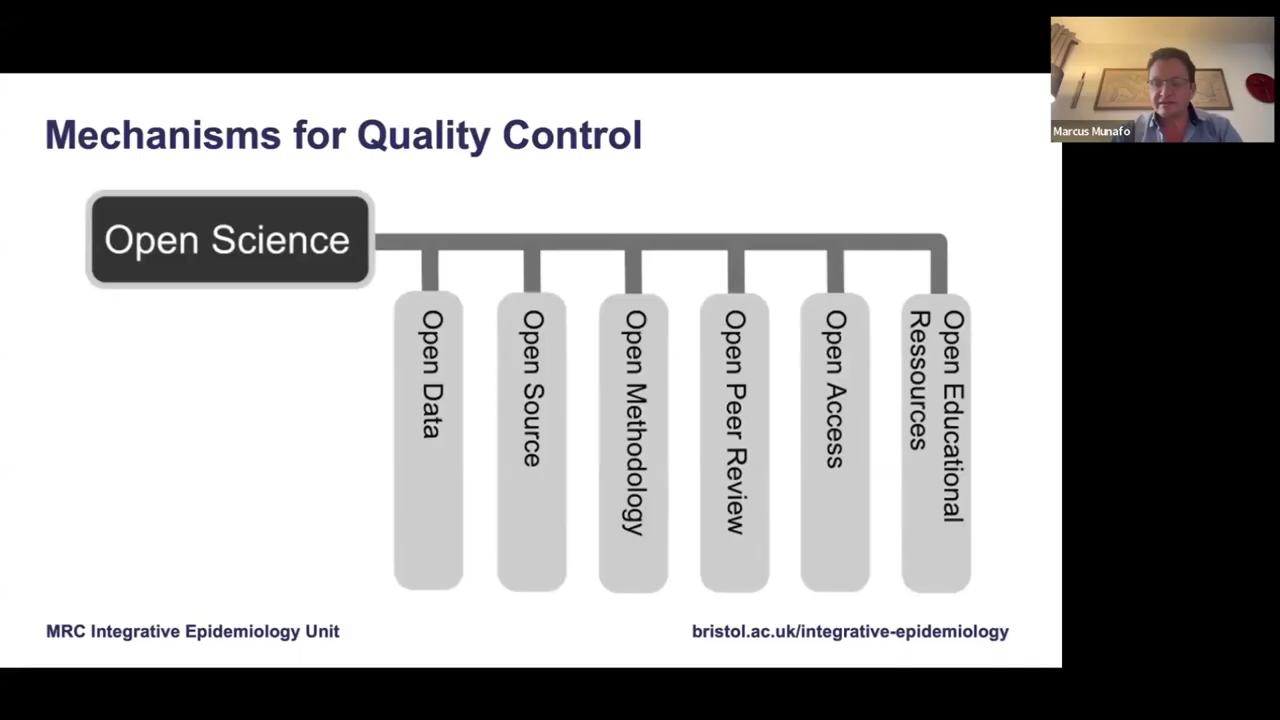 Mechanisms for Quality Control
Open Science
Open Data
Open Source
Open Methodology
Open Peer Review
Open Access
Open Educational
Ressources
MRC Integrative Epidemiology Unit
bristol.ac.uk/integrative-epidemiology
Marcus Munafo